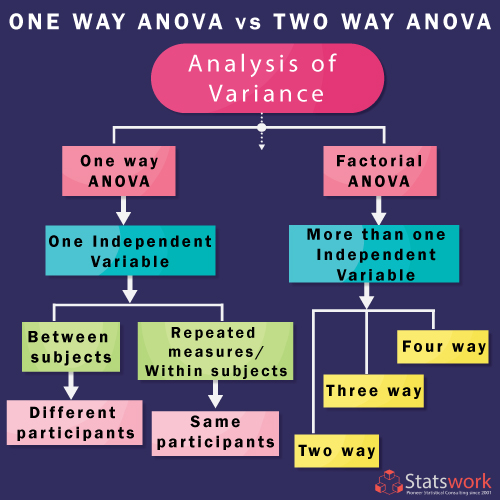 ONE WAY ANOVA vs TWO WAY ANOVA
Analysis of
Variance
One way
ANOVA
Factorial
ANOVA
One Independent
Variable
More than one
Independent
Variable
Between
subjects
Repeated
measures/
Within subjects
Four way
Three way
Different
participants
Same
participants
Two way
Statswork
Pioneer Statistical Consulting since 2001